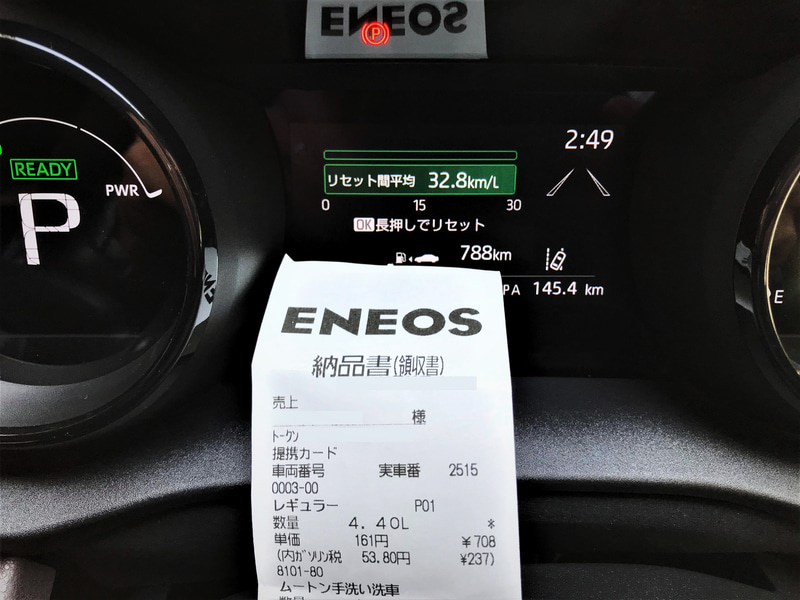 ENEOS
P
2:49
READY
P
PWR
リセット間平均 32.8km/L
0 15 30
OK長押しでリセット
788km
PA 145.4 km
E
ENEOS
納品書(領収書)
売上
様
トークン
提携カード
車両番号 実車番 2515
0003-00
レギュラー P01
数量 4.40L *
単価 161円 ¥708
(内ガソリン税 53.80円 ¥237)
8101-80
ムートン手洗い洗車
数量